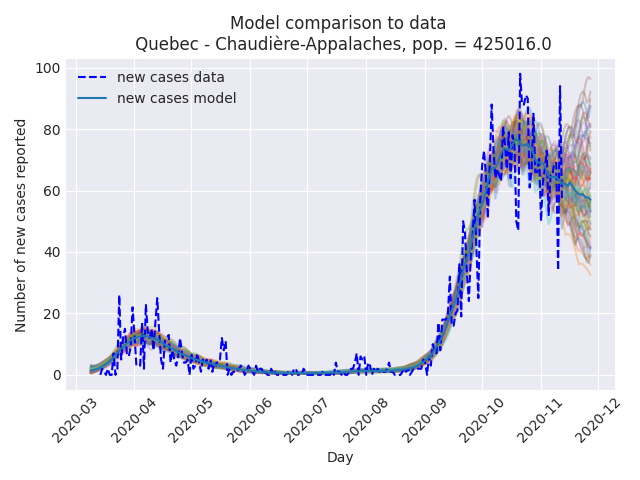 Model comparison to data
Quebec - Chaudière-Appalaches, pop. = 425016.0
new cases data
new cases model
Number of new cases reported
100
80
60
40
20
0
2020-03
2020-04
2020-05
2020-06
2020-07
2020-08
2020-09
2020-10
2020-11
2020-12
Day